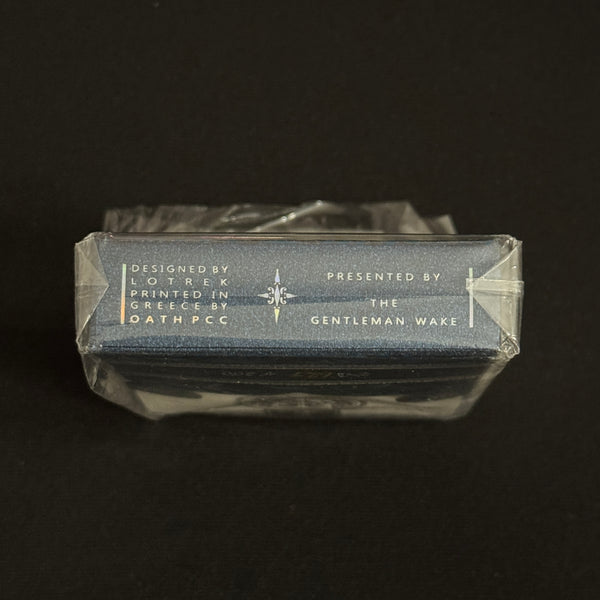 DESIGNED BY
LOTREK
PRINTED IN
GREECE BY
OATH PCC
PRESENTED BY
THE
GENTLEMAN WAKE